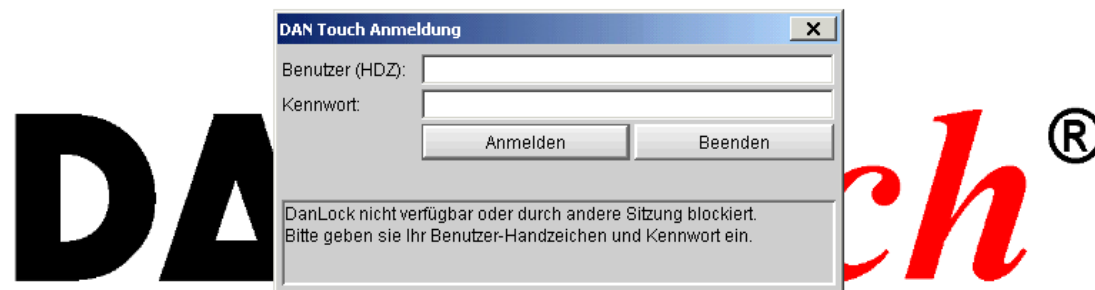 DAN Touch Anmeldung
Benutzer (HDZ):
Kennwort:
Anmelden
Beenden
DanLock nicht verfügbar oder durch andere Sitzung blockiert.
Bitte geben sie Ihr Benutzer-Handzeichen und Kennwort ein.
DA
ch®